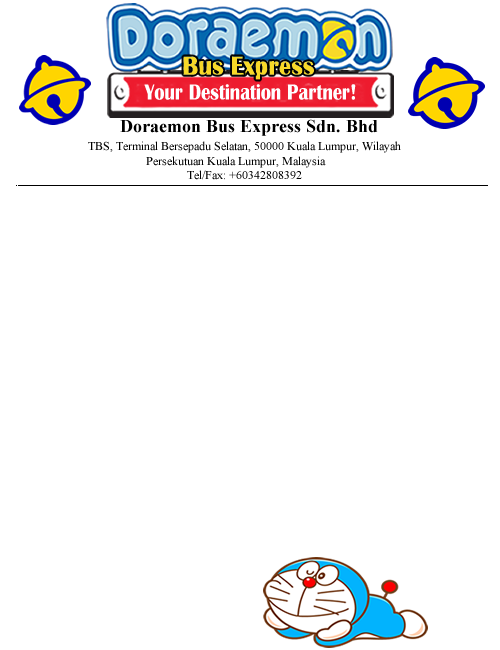 Doraemon
Bus Express
Your Destination Partner!
Doraemon Bus Express Sdn. Bhd
TBS, Terminal Bersepadu Selatan, 50000 Kuala Lumpur, Wilayah
Persekutuan Kuala Lumpur, Malaysia
Tel/Fax: +60342808392